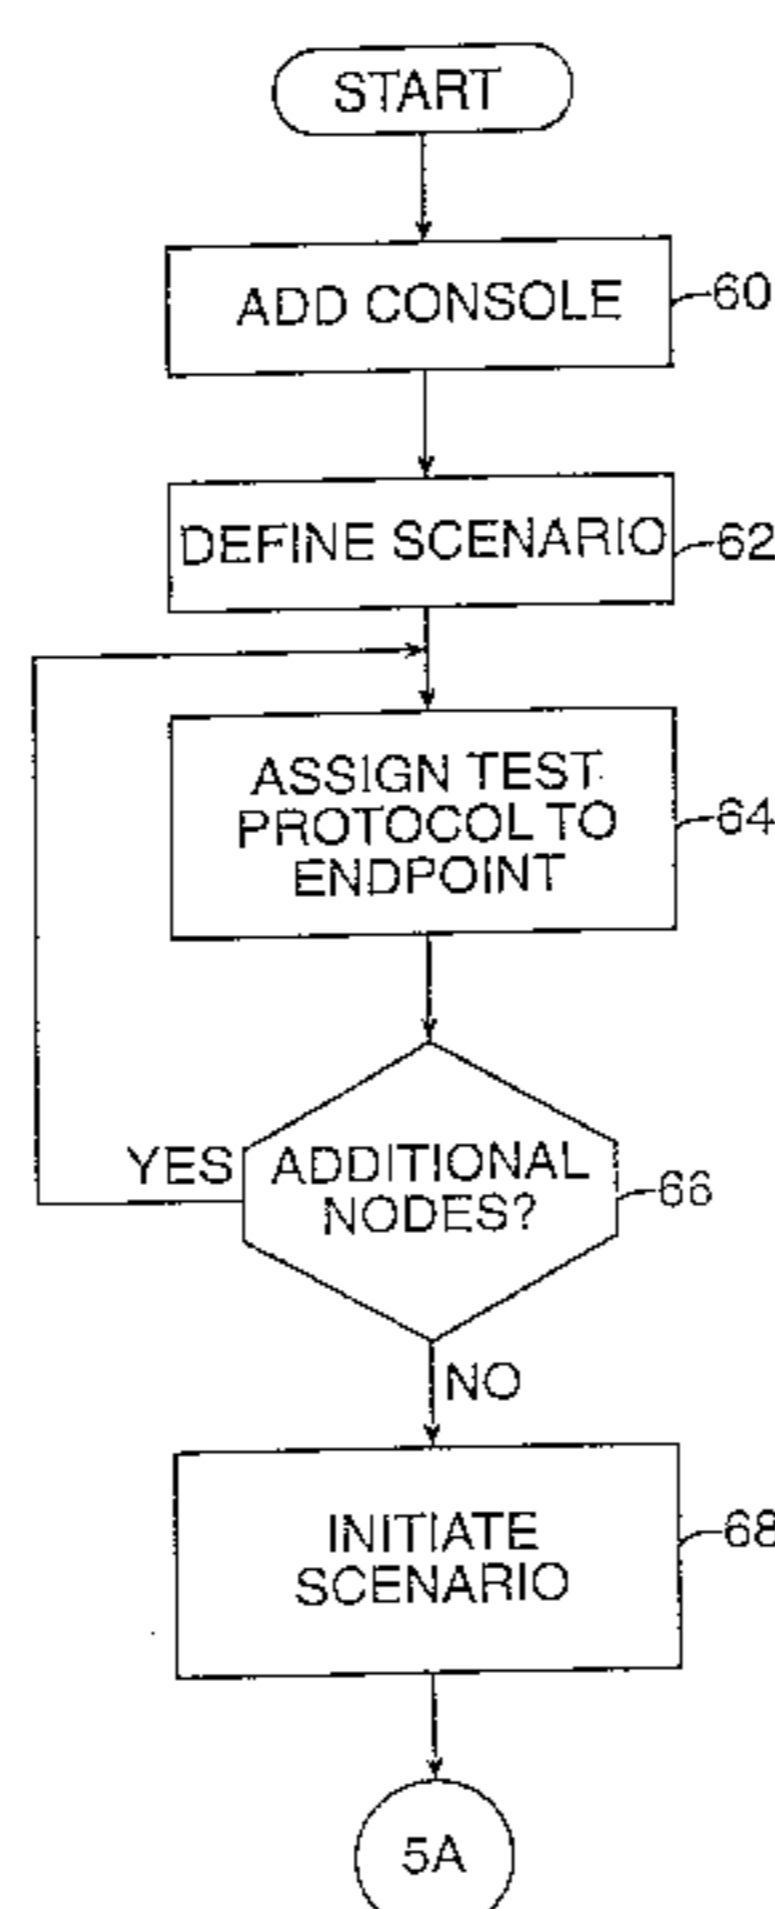 START
ADD CONSOLE
60
DEFINE SCENARIO
62
ASSIGN TEST
PROTOCOL TO
ENDPOINT
64
YES
ADDITIONAL
NODES?
66
NO
INITIATE
SCENARIO
68
5A